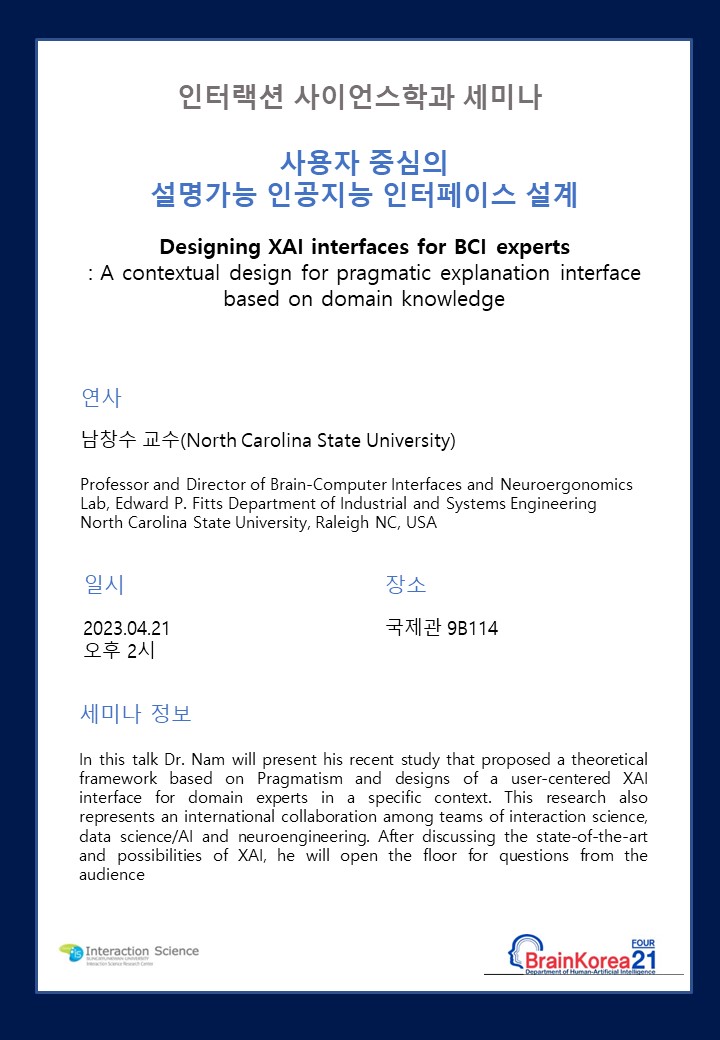 인터랙션 사이언스학과 세미나
사용자 중심의
설명가능 인공지능 인터페이스 설계
Designing XAI interfaces for BCI experts
: A contextual design for pragmatic explanation interface
based on domain knowledge
연사
남창수 교수(North Carolina State University)
Professor and Director of Brain-Computer Interfaces and Neuroergonomics
Lab, Edward P. Fitts Department of Industrial and Systems Engineering
North Carolina State University, Raleigh NC, USA
일시
2023.04.21
오후 2시
장소
국제관 9B114
세미나 정보
In this talk Dr. Nam will present his recent study that proposed a theoretical
framework based on Pragmatism and designs of a user-centered XAI
interface for domain experts in a specific context. This research also
represents an international collaboration among teams of interaction science,
data science/AI and neuroengineering. After discussing the state-of-the-art
and possibilities of XAI, he will open the floor for questions from the
audience
IS
Interaction Science
SUNGKYUNKWAN UNIVERSITY
Interaction Science Research Center
FOUR
BrainKorea21
Department of Human-Artificial Intelligence